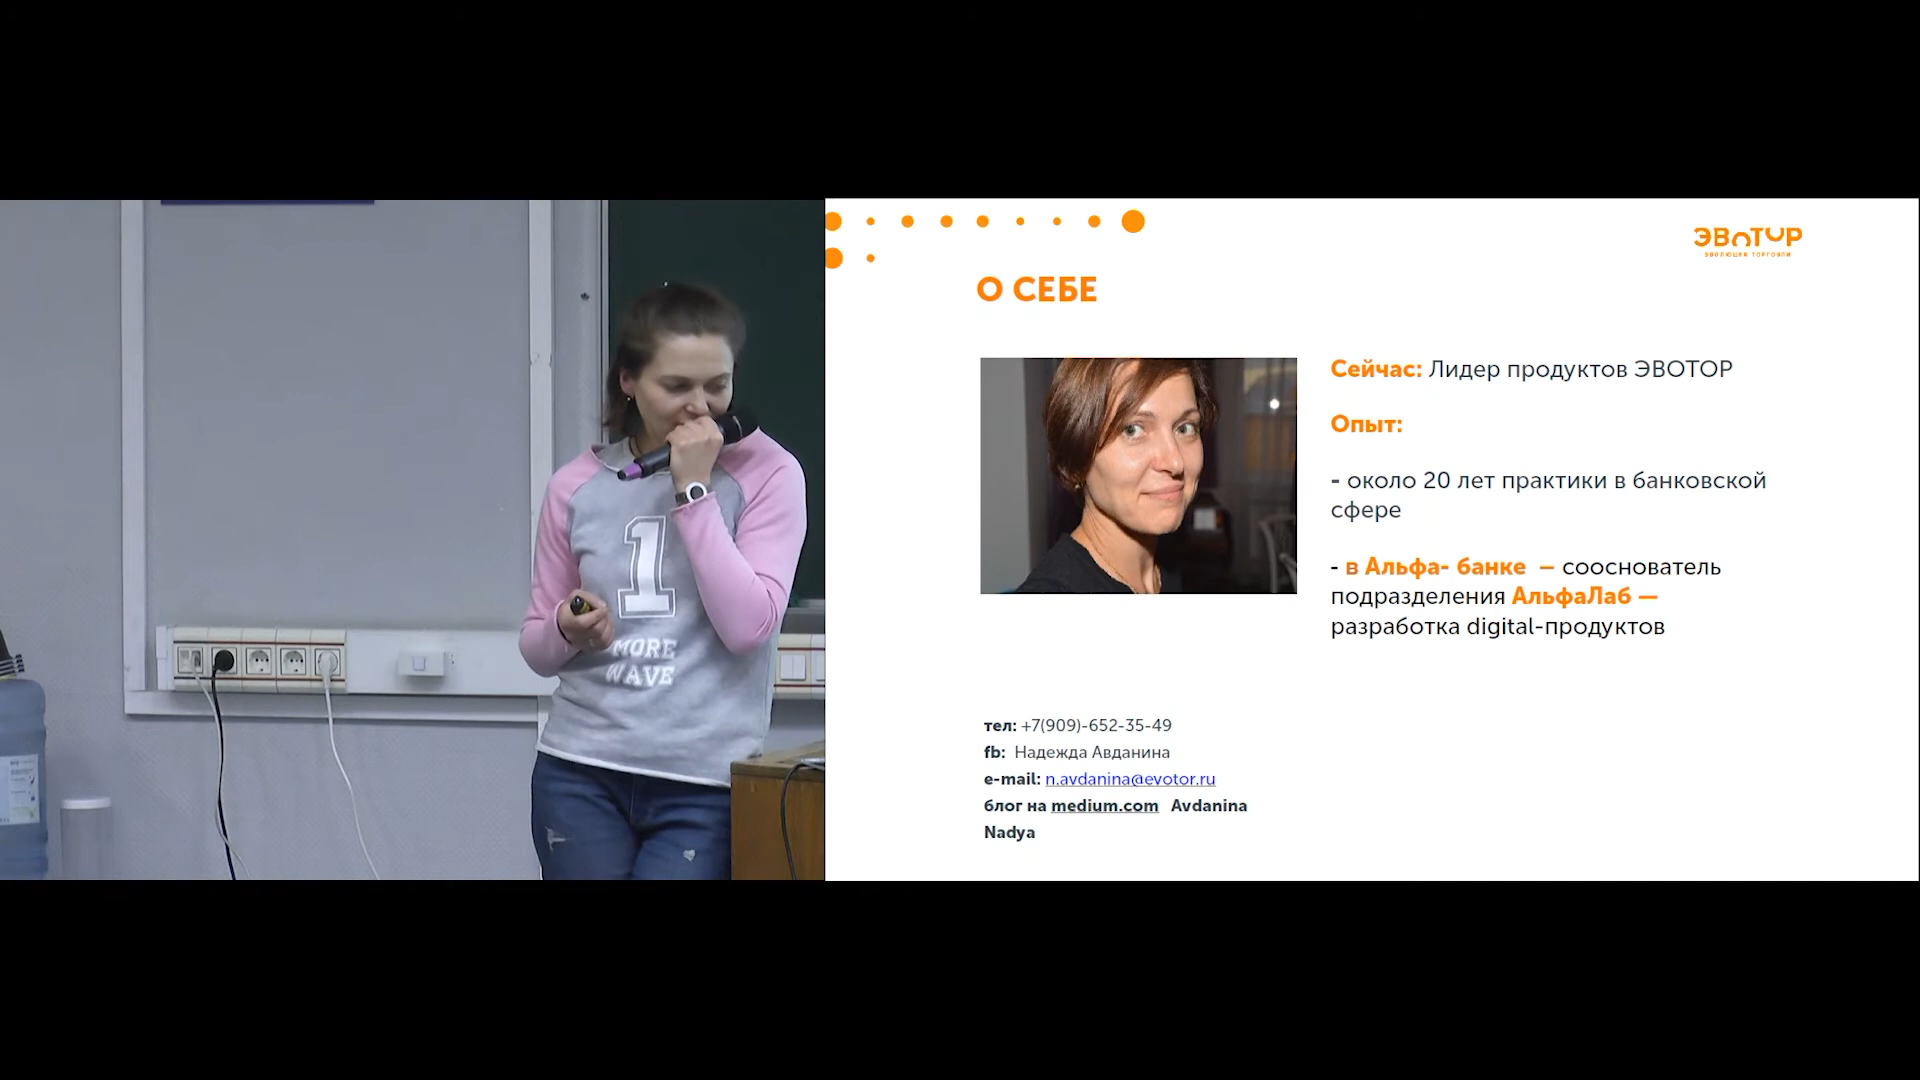 ЭВОТОР
ЭВОЛЮЦИЯ ТОРГОВЛИ
О СЕБЕ
Сейчас: Лидер продуктов ЭВОТОР
Опыт:
- около 20 лет практики в банковской
сфере
- в Альфа- банке – сооснователь
подразделения АльфаЛаб —
разработка digital-продуктов
тел: +7(909)-652-35-49
fb: Надежда Авданина
e-mail: n.avdanina@evotor.ru
блог на medium.com Avdanina
Nadya
1
MORE
WAVE